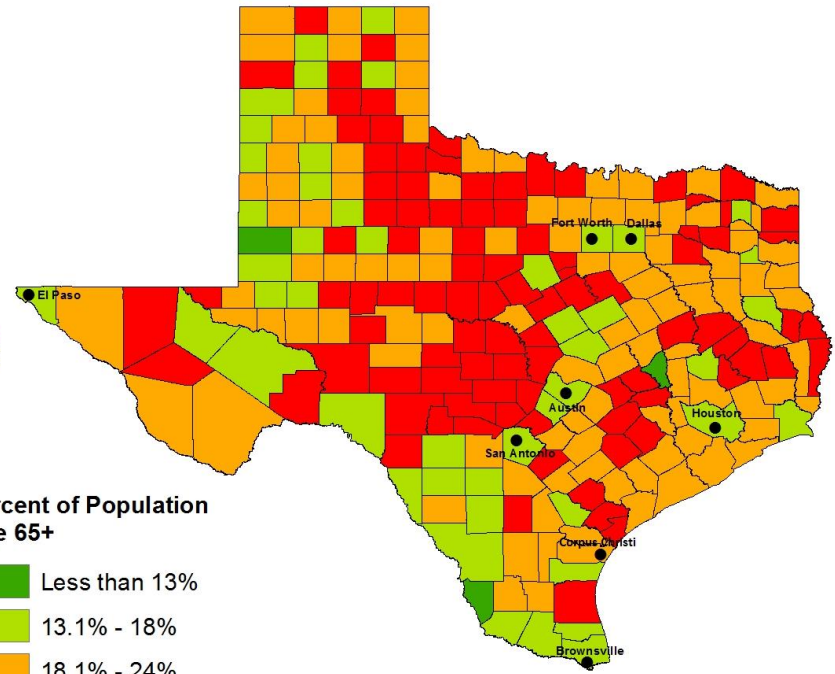 Fort Worth
Dallas
El Paso
Austin
Houston
San Antonio
Corpus Christi
Brownsville
of Population
65+
Less than 13%
13.1% - 18%
18.1% - 24%